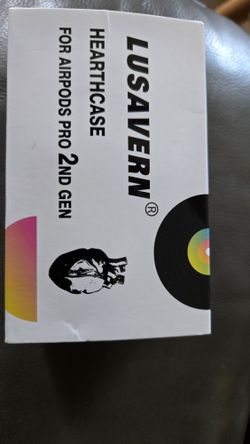 LUSAVERN®
HEARTHCASE
FOR AIRPODS PRO 2ND GEN